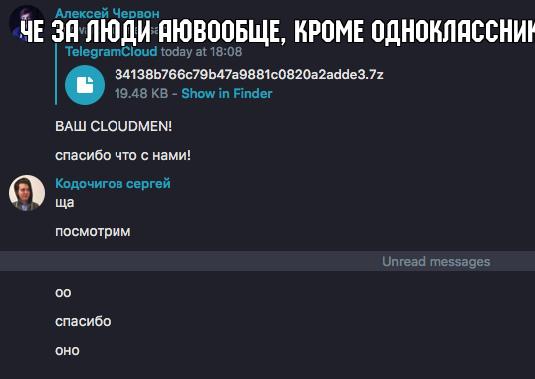 Алексей Червон
ЧЕ ЗА ЛЮДИ АЮВООБЩЕ, КРОМЕ ОДНОКЛАССНИК
TelegramCloud today at 18:08
34138b766c79b47a9881c0820a2adde3.7z
19.48 KB - Show in Finder
ВАШ CLOUDMEN!
спасибо что с нами!
Кодочигов сергей
ща
посмотрим
Unread messages
оо
спасибо
оно